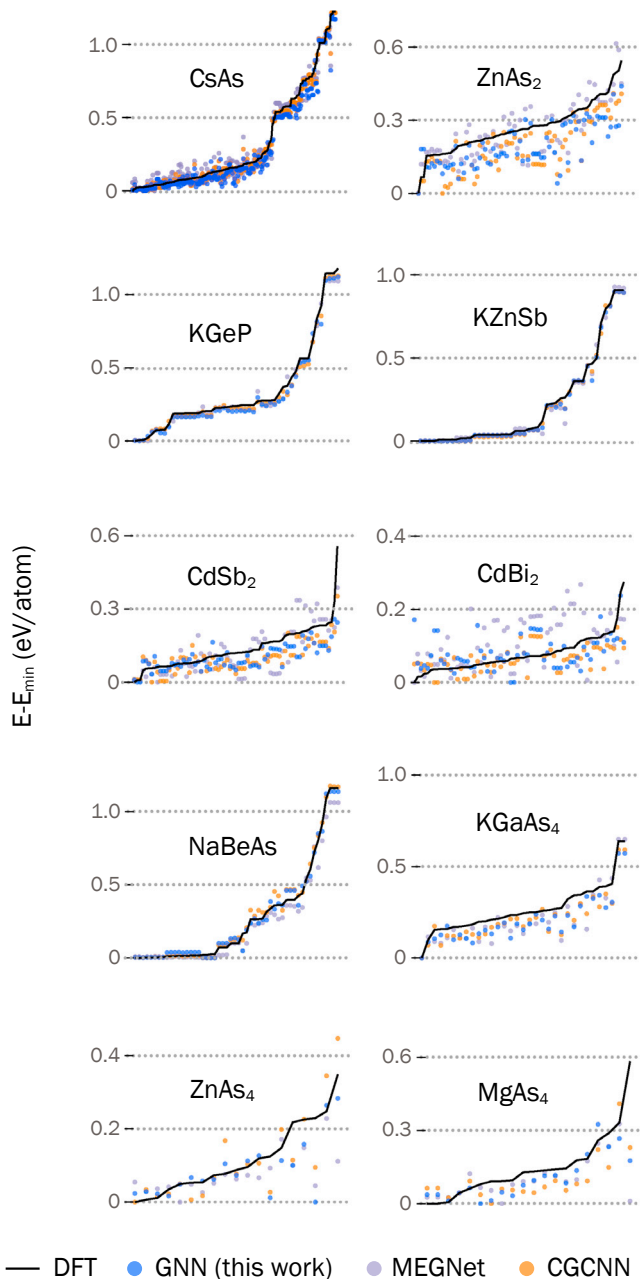 1.0
0.5
0
CsAs
0.6
0.3
0
ZnAs₂
1.0
0.5
0
KGeP
1.0
0.5
0
KZnSb
E-Eₘᵢₙ (eV/atom)
0.6
0.3
0
CdSb₂
0.4
0.2
0
CdBi₂
1.0
0.5
0
NaBeAs
1.0
0.5
0
KGaAs₄
0.4
0.2
0
ZnAs₄
0.6
0.3
0
MgAs₄
DFT GNN (this work) MEGNet CGCNN